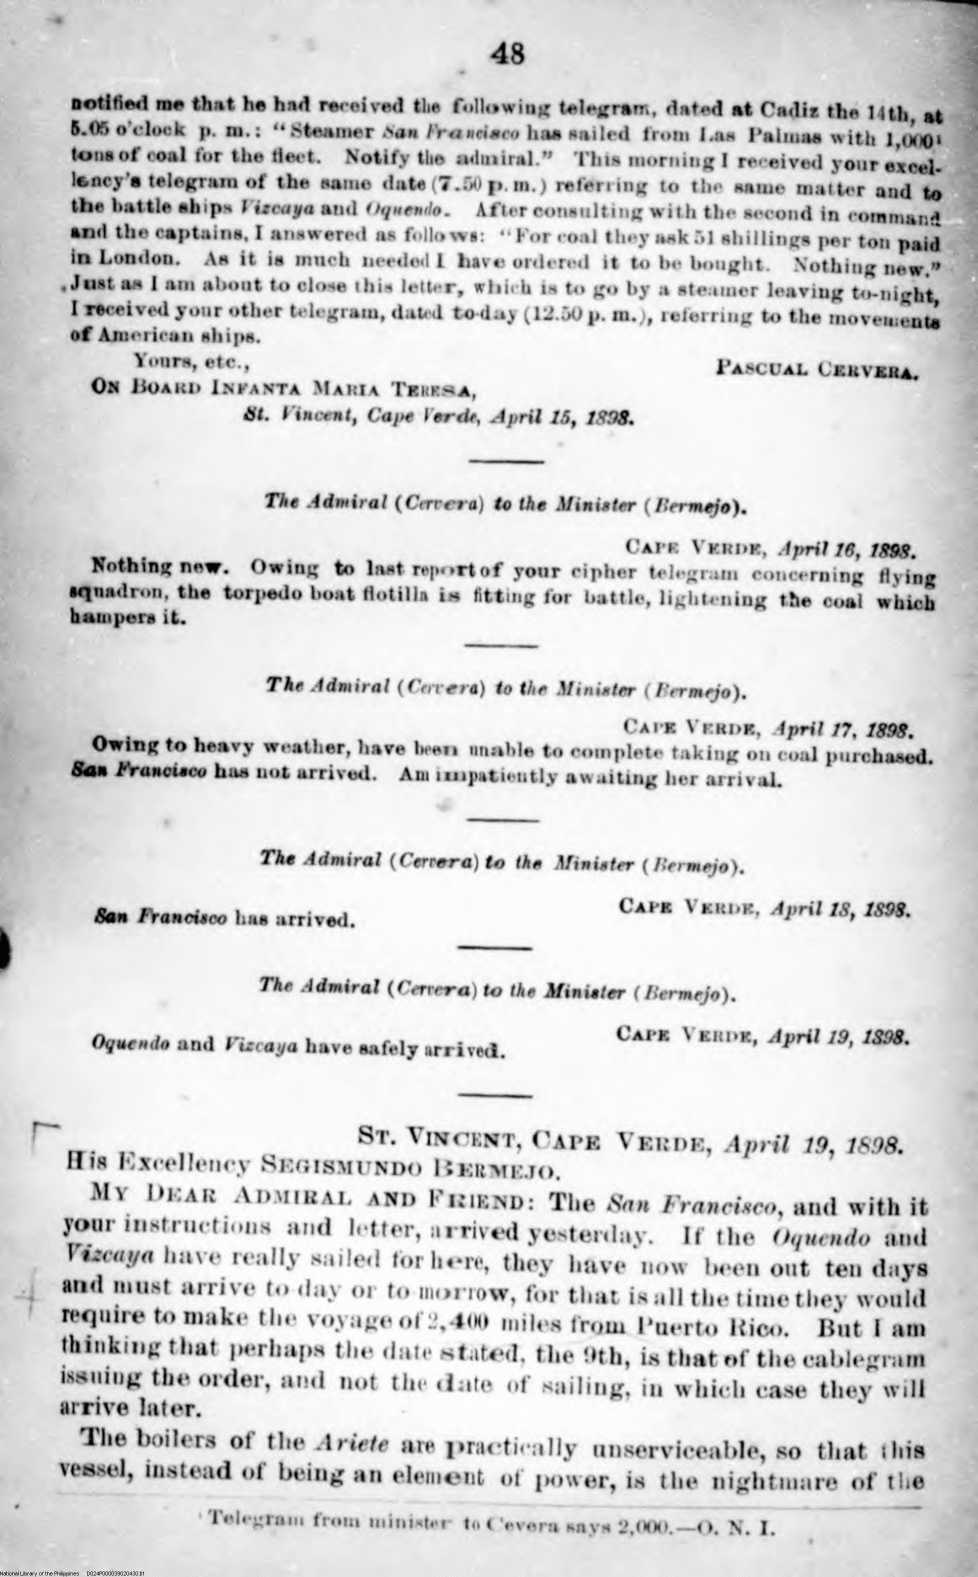 48
notified me that he had received the following telegram, dated at Cadiz the 14th, at
5.05 o'clock p. m.: "Steamer San Francisco has sailed from Las Palmas with 1,000¹
tons of coal for the fleet. Notify the admiral." This morning I received your excel-
lency's telegram of the same date (7.50 p. m.) referring to the same matter and to
the battle ships Vizcaya and Oquendo. After consulting with the second in command
and the captains, I answered as follows: "For coal they ask 51 shillings per ton paid
in London. As it is much needed I have ordered it to be bought. Nothing new."
Just as I am about to close this letter, which is to go by a steamer leaving to-night,
I received your other telegram, dated to-day (12.50 p. m.), referring to the movements
of American ships.
Yours, etc.,
PASCUAL CERVERA.
ON BOARD INFANTA MARIA TERESA,
St. Vincent, Cape Verde, April 15, 1898.
The Admiral (Cervera) to the Minister (Bermejo).
CAPE VERDE, April 16, 1898.
Nothing new. Owing to last report of your cipher telegram concerning flying
squadron, the torpedo boat flotilla is fitting for battle, lightening the coal which
hampers it.
The Admiral (Cervera) to the Minister (Bermejo).
CAPE VERDE, April 17, 1898.
Owing to heavy weather, have been unable to complete taking on coal purchased.
San Francisco has not arrived. Am impatiently awaiting her arrival.
The Admiral (Cervera) to the Minister (Bermejo).
CAPE VERDE, April 18, 1898.
San Francisco has arrived.
The Admiral (Cervera) to the Minister (Bermejo).
CAPE VERDE, April 19, 1898.
Oquendo and Vizcaya have safely arrived.
ST. VINCENT, CAPE VERDE, April 19, 1898.
His Excellency SEGISMUNDO BERMEJO.
MY DEAR ADMIRAL AND FRIEND: The San Francisco, and with it
your instructions and letter, arrived yesterday. If the Oquendo and
Vizcaya have really sailed for here, they have now been out ten days
and must arrive to day or to morrow, for that is all the time they would
require to make the voyage of 2,400 miles from Puerto Rico. But I am
thinking that perhaps the date stated, the 9th, is that of the cablegram
issuing the order, and not the date of sailing, in which case they will
arrive later.
The boilers of the Ariete are practically unserviceable, so that this
vessel, instead of being an element of power, is the nightmare of the
¹Telegram from minister to Cevera says 2,000.—O. N. I.
National Library of the Philippines D024P00003902043011